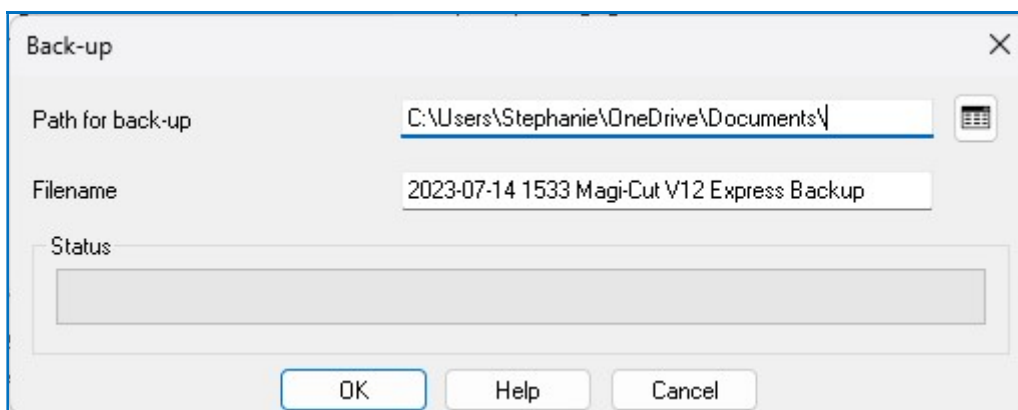 Back-up
Path for back-up C:\Users\Stephanie\OneDrive\Documents\
Filename 2023-07-14 1533 Magi-Cut V12 Express Backup
Status
OK Help Cancel